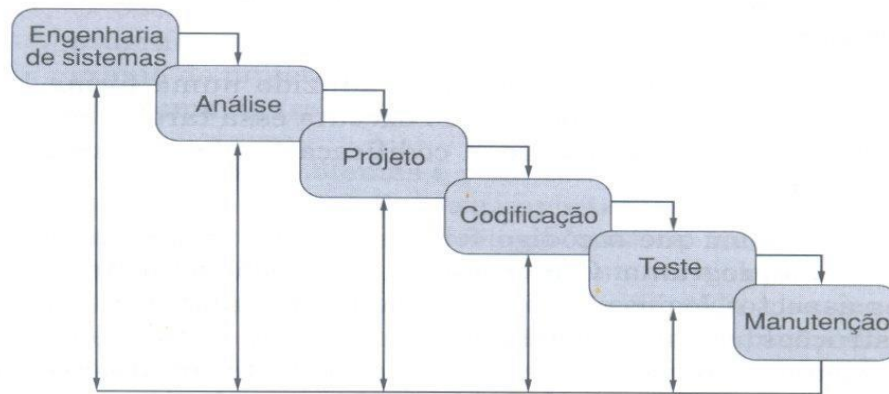 Engenharia
de sistemas
Análise
Projeto
Codificação
Teste
Manutenção